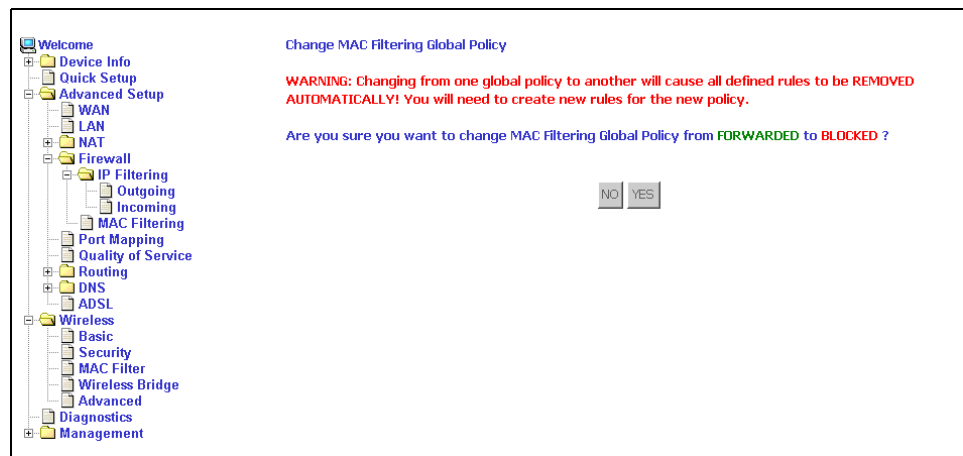 Welcome
Device Info
Quick Setup
Advanced Setup
WAN
LAN
NAT
Firewall
IP Filtering
Outgoing
Incoming
MAC Filtering
Port Mapping
Quality of Service
Routing
DNS
ADSL
Wireless
Basic
Security
MAC Filter
Wireless Bridge
Advanced
Diagnostics
Management
Change MAC Filtering Global Policy
WARNING: Changing from one global policy to another will cause all defined rules to be REMOVED
AUTOMATICALLY! You will need to create new rules for the new policy.
Are you sure you want to change MAC Filtering Global Policy from FORWARDED to BLOCKED ?
NO YES